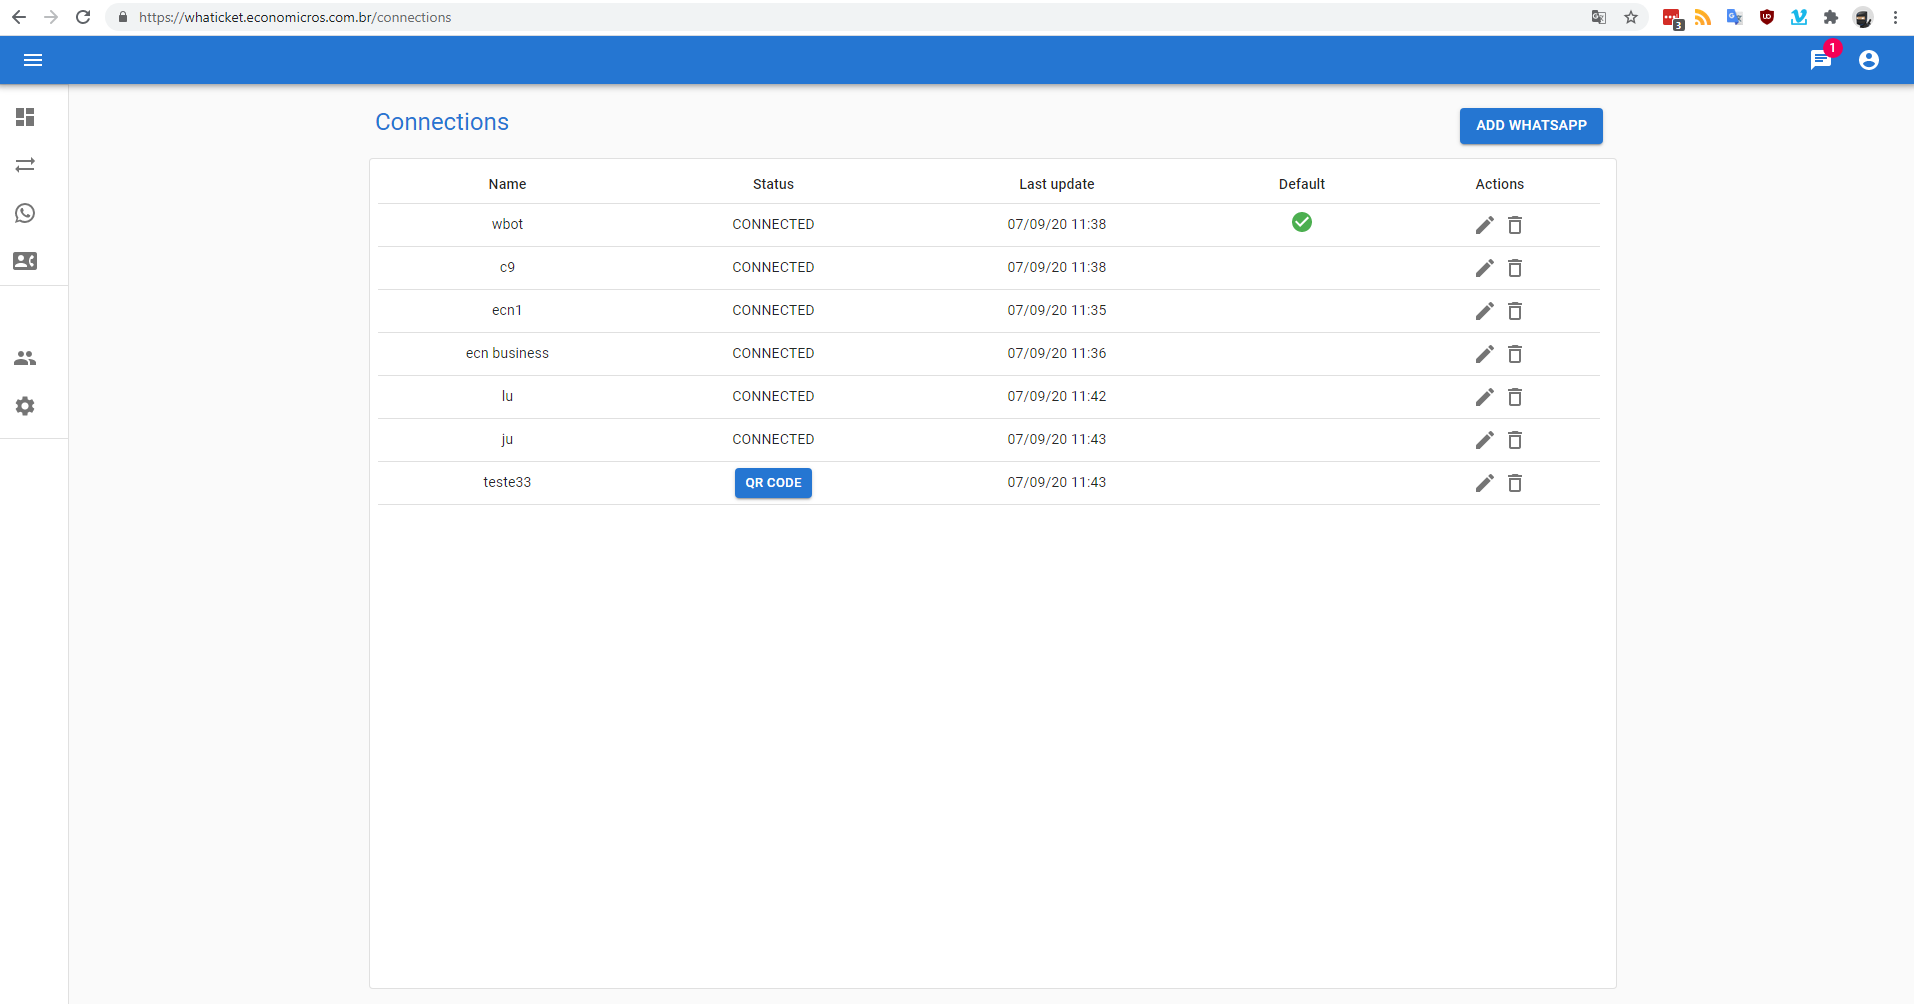 https://whaticket.economicros.com.br/connections
3
1
Connections
ADD WHATSAPP
Name Status Last update Default Actions
wbot CONNECTED 07/09/20 11:38
c9 CONNECTED 07/09/20 11:38
ecn1 CONNECTED 07/09/20 11:35
ecn business CONNECTED 07/09/20 11:36
lu CONNECTED 07/09/20 11:42
ju CONNECTED 07/09/20 11:43
teste33 QR CODE 07/09/20 11:43